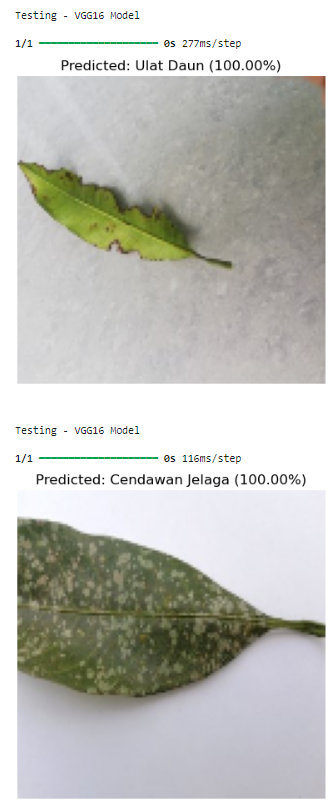 Testing - VGG16 Model
1/1 ━━━━━━━━━━━━━━━━━━━━ 0s 277ms/step
Predicted: Ulat Daun (100.00%)
Testing - VGG16 Model
1/1 ━━━━━━━━━━━━━━━━━━━━ 0s 116ms/step
Predicted: Cendawan Jelaga (100.00%)